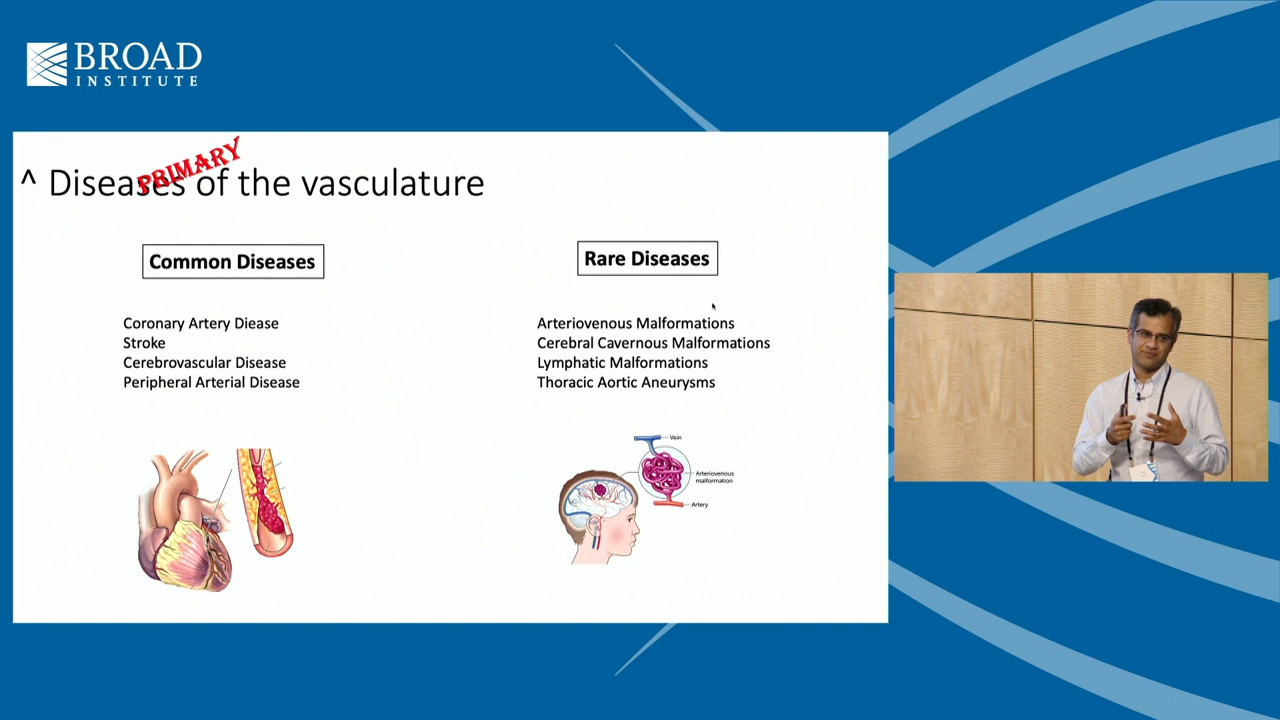 BROAD
INSTITUTE
PRIMARY
^ Diseases of the vasculature
Common Diseases
Coronary Artery Diease
Stroke
Cerebrovascular Disease
Peripheral Arterial Disease
Rare Diseases
Arteriovenous Malformations
Cerebral Cavernous Malformations
Lymphatic Malformations
Thoracic Aortic Aneurysms
Vein
Arteriovenous
malformation
Artery